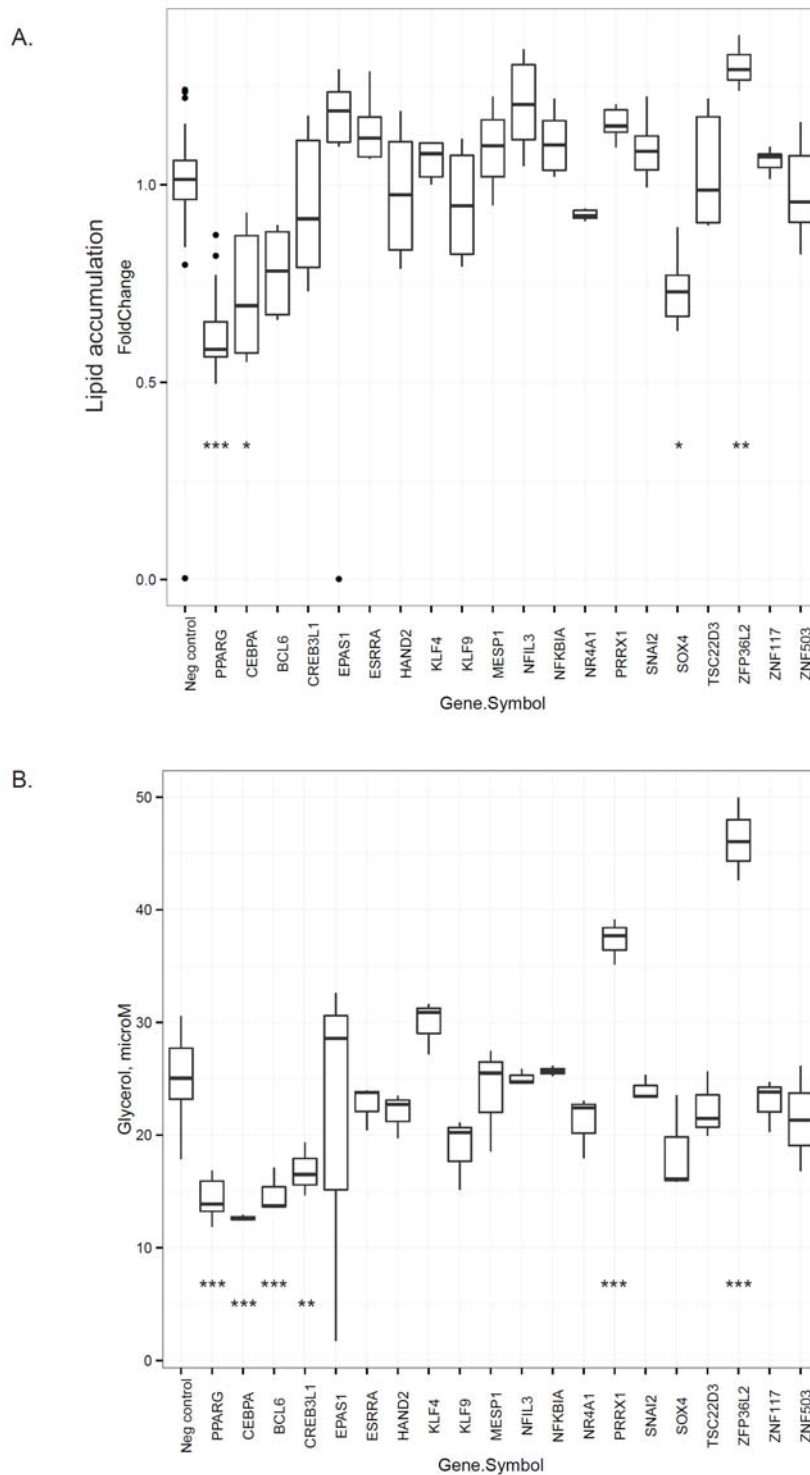 A.
Lipid accumulation
FoldChange
1.0
0.5
0.0
*** * * **
Neg control
PPARG
CEBPA
BCL6
CREB3L1
EPAS1
ESRRA
HAND2
KLF4
KLF9
MESP1
NFIL3
NFKBIA
NR4A1
PRRX1
SNAI2
SOX4
TSC22D3
ZFP36L2
ZNF117
ZNF503
Gene.Symbol
B.
Glycerol, microM
50
40
30
20
10
0
*** *** *** ***
*** **
Neg control
PPARG
CEBPA
BCL6
CREB3L1
EPAS1
ESRRA
HAND2
KLF4
KLF9
MESP1
NFIL3
NFKBIA
NR4A1
PRRX1
SNAI2
SOX4
TSC22D3
ZFP36L2
ZNF117
ZNF503
Gene.Symbol